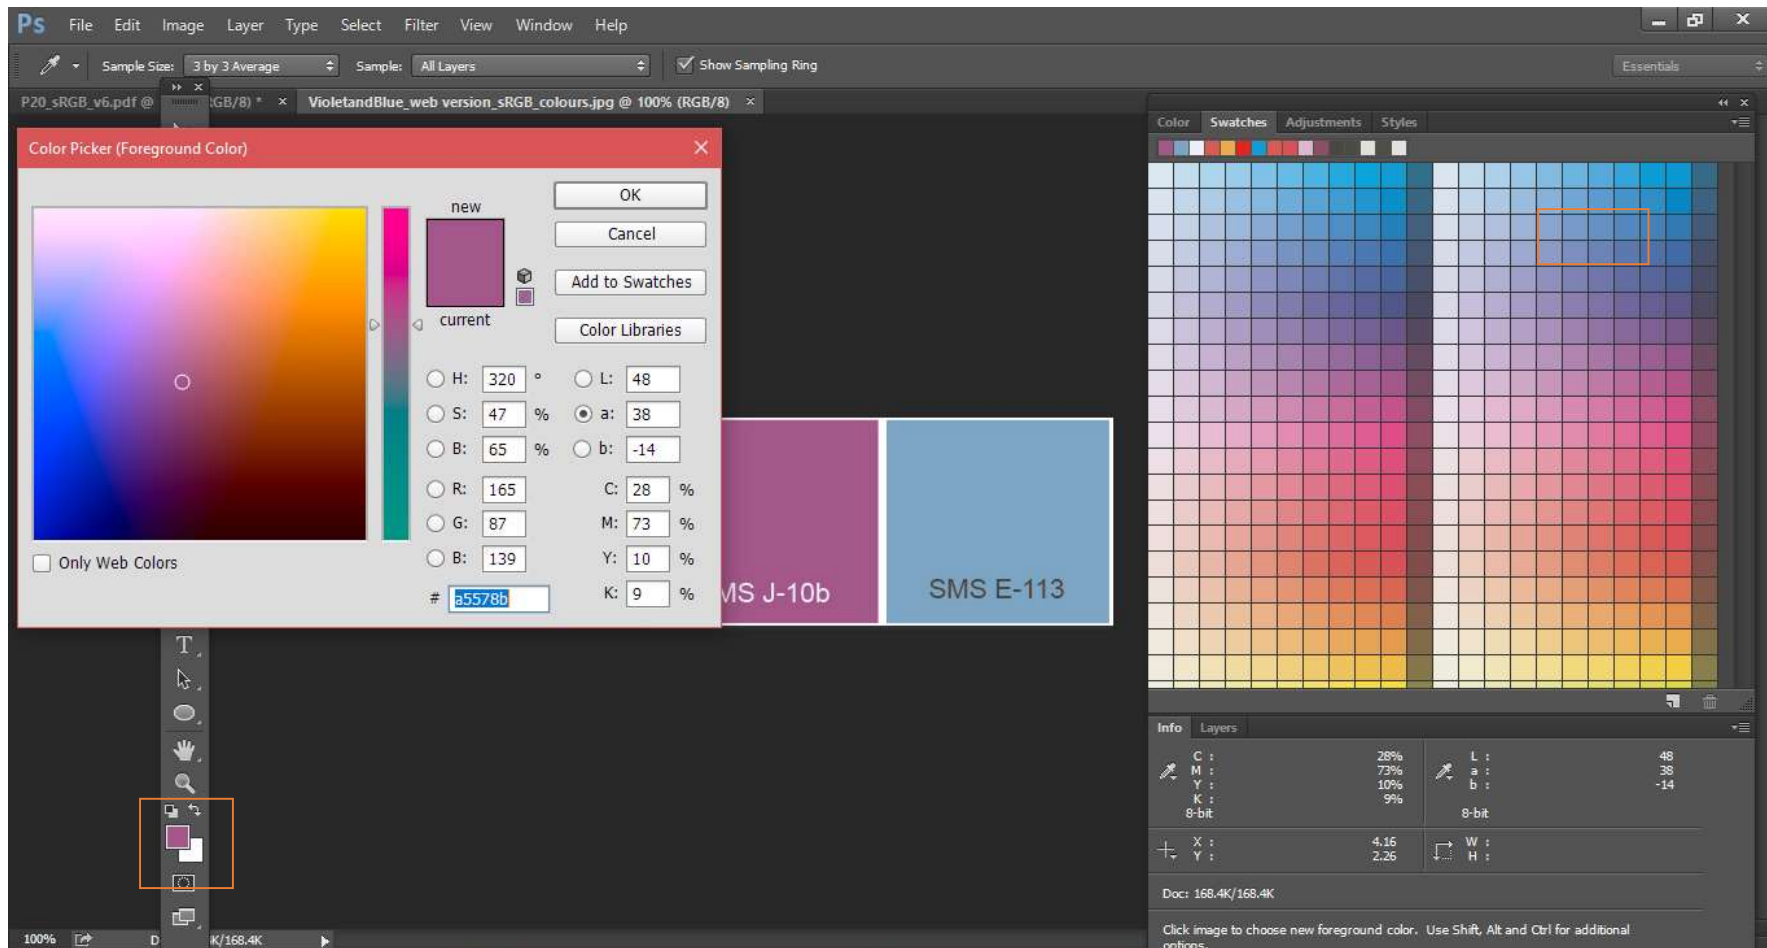 Ps File Edit Image Layer Type Select Filter View Window Help
Sample Size: 3 by 3 Average Sample: All Layers Show Sampling Ring Essentials
P20_sRGB_v6.pdf @ GB/8) * × VioletandBlue_web version_sRGB_colours.jpg @ 100% (RGB/8) ×
Color Picker (Foreground Color)
new
current
OK
Cancel
Add to Swatches
Color Libraries
H: 320 ° L: 48
S: 47 % a: 38
B: 65 % b: -14
R: 165 C: 28 %
G: 87 M: 73 %
B: 139 Y: 10 %
# a5578b K: 9 %
Only Web Colors
MS J-10b
SMS E-113
Color Swatches Adjustments Styles
Info Layers
C : 28% L : 48
M : 73% a : 38
Y : 10% b : -14
K : 9%
8-bit 8-bit
X : 4.16 W :
Y : 2.26 H :
Doc: 168.4K/168.4K
Click image to choose new foreground color. Use Shift, Alt and Ctrl for additional
options.
100% D K/168.4K